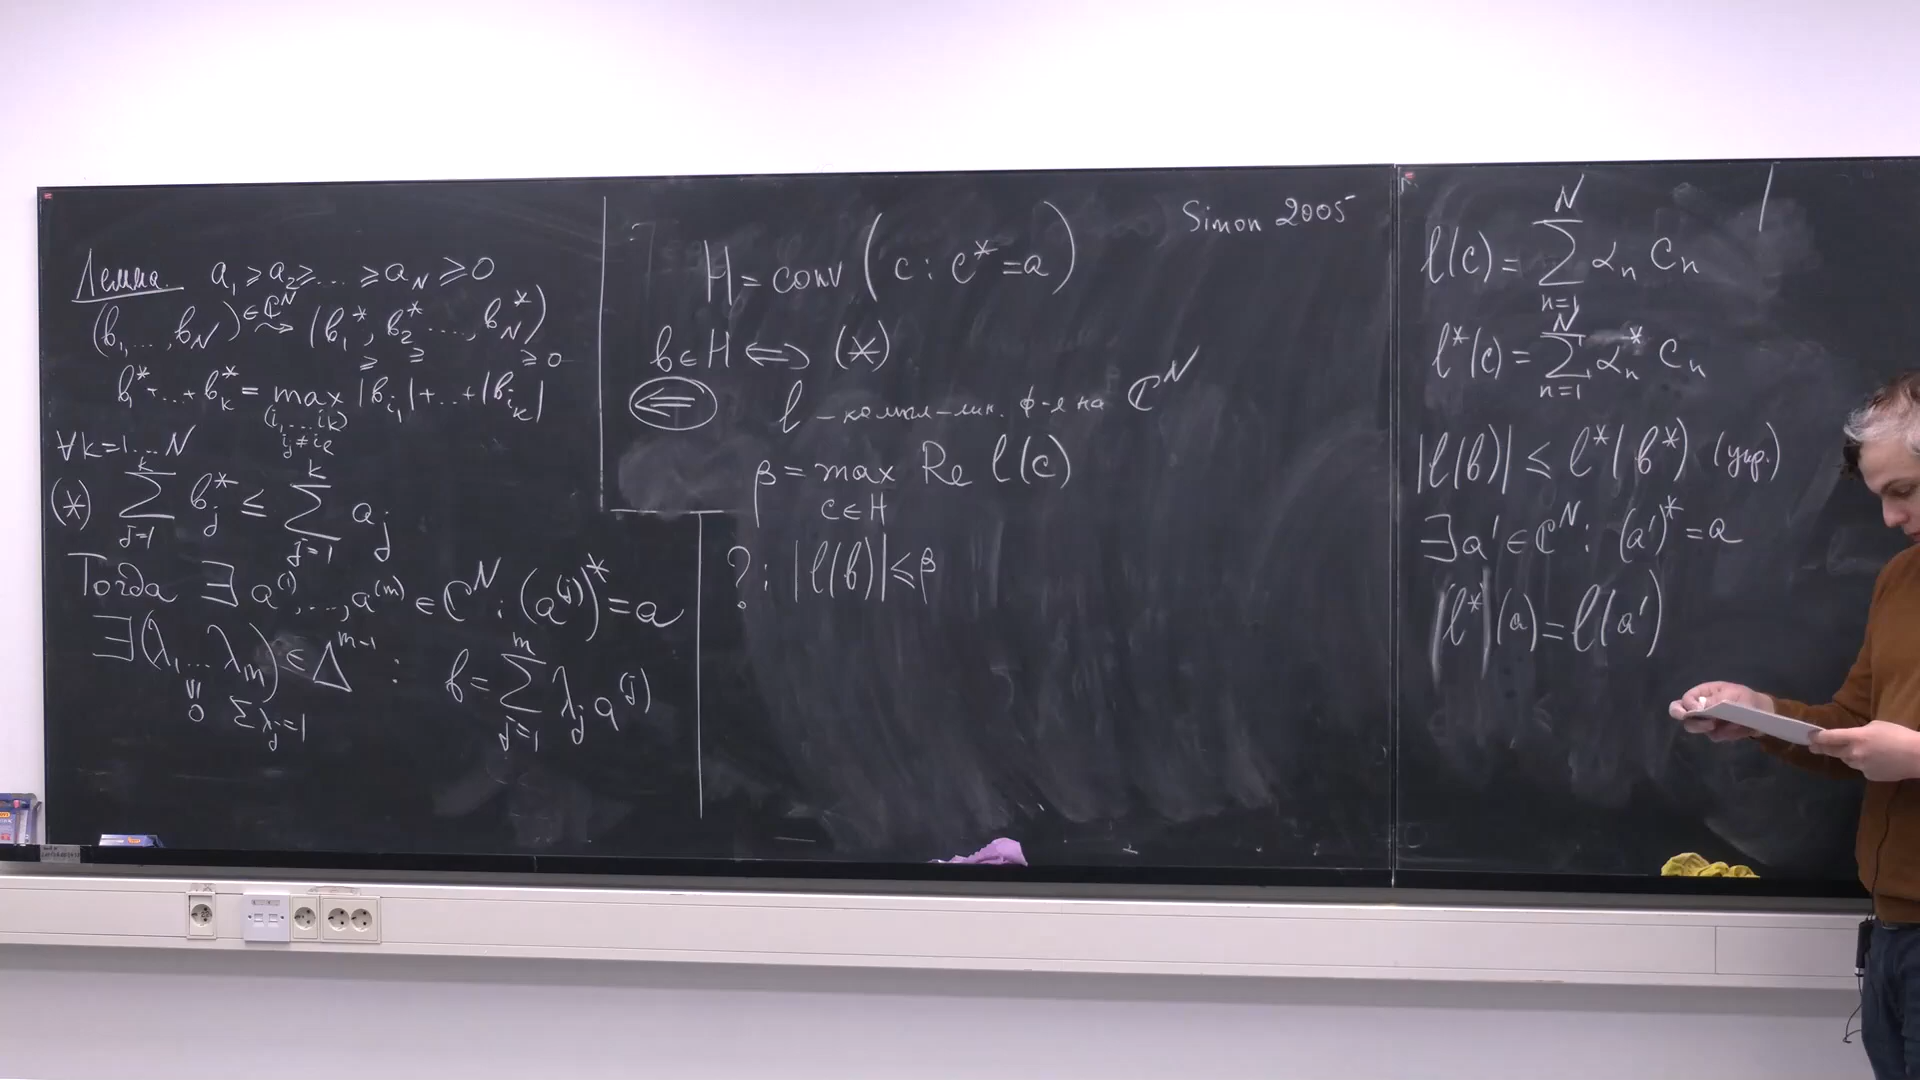 Лемма. a₁ ≥ a₂ ≥ ... ≥ a_N ≥ 0
(b₁, ..., b_N) ∈ ℂ^N ⤳ (b₁*, b₂* ..., b_N*)
≥ ≥ ≥ 0
b₁* + ... + b_k* = max |b_{i₁}| + ... + |b_{i_k}|
(i₁ ... i_k)
i_j ≠ i_ℓ
∀k = 1 ... N
(*) ∑_{j=1}^{k} b_j* ≤ ∑_{j=1}^{k} a_j
Тогда ∃ a^{(1)}, ..., a^{(m)} ∈ ℂ^N : (a^{(j)})* = a
∃ (λ₁ ... λ_m) ∈ Δ^{m-1} : b = ∑_{j=1}^{m} λ_j a^{(j)}
0 ∑λ_j = 1
Simon 2005
H = conv (c : c* = a)
b ∈ H ⟺ (*)
⟸ l – компл-лин. ф-я на ℂ^N
β = max Re l(c)
c ∈ H
? : |l(b)| ≤ β
l(c) = ∑_{n=1}^{N} α_n c_n
l*(c) = ∑_{n=1}^{N} α_n* c_n
|l(b)| ≤ l*(b*) (упр.)
∃ a' ∈ ℂ^N : (a')* = a
|l*|(a) = l(a')